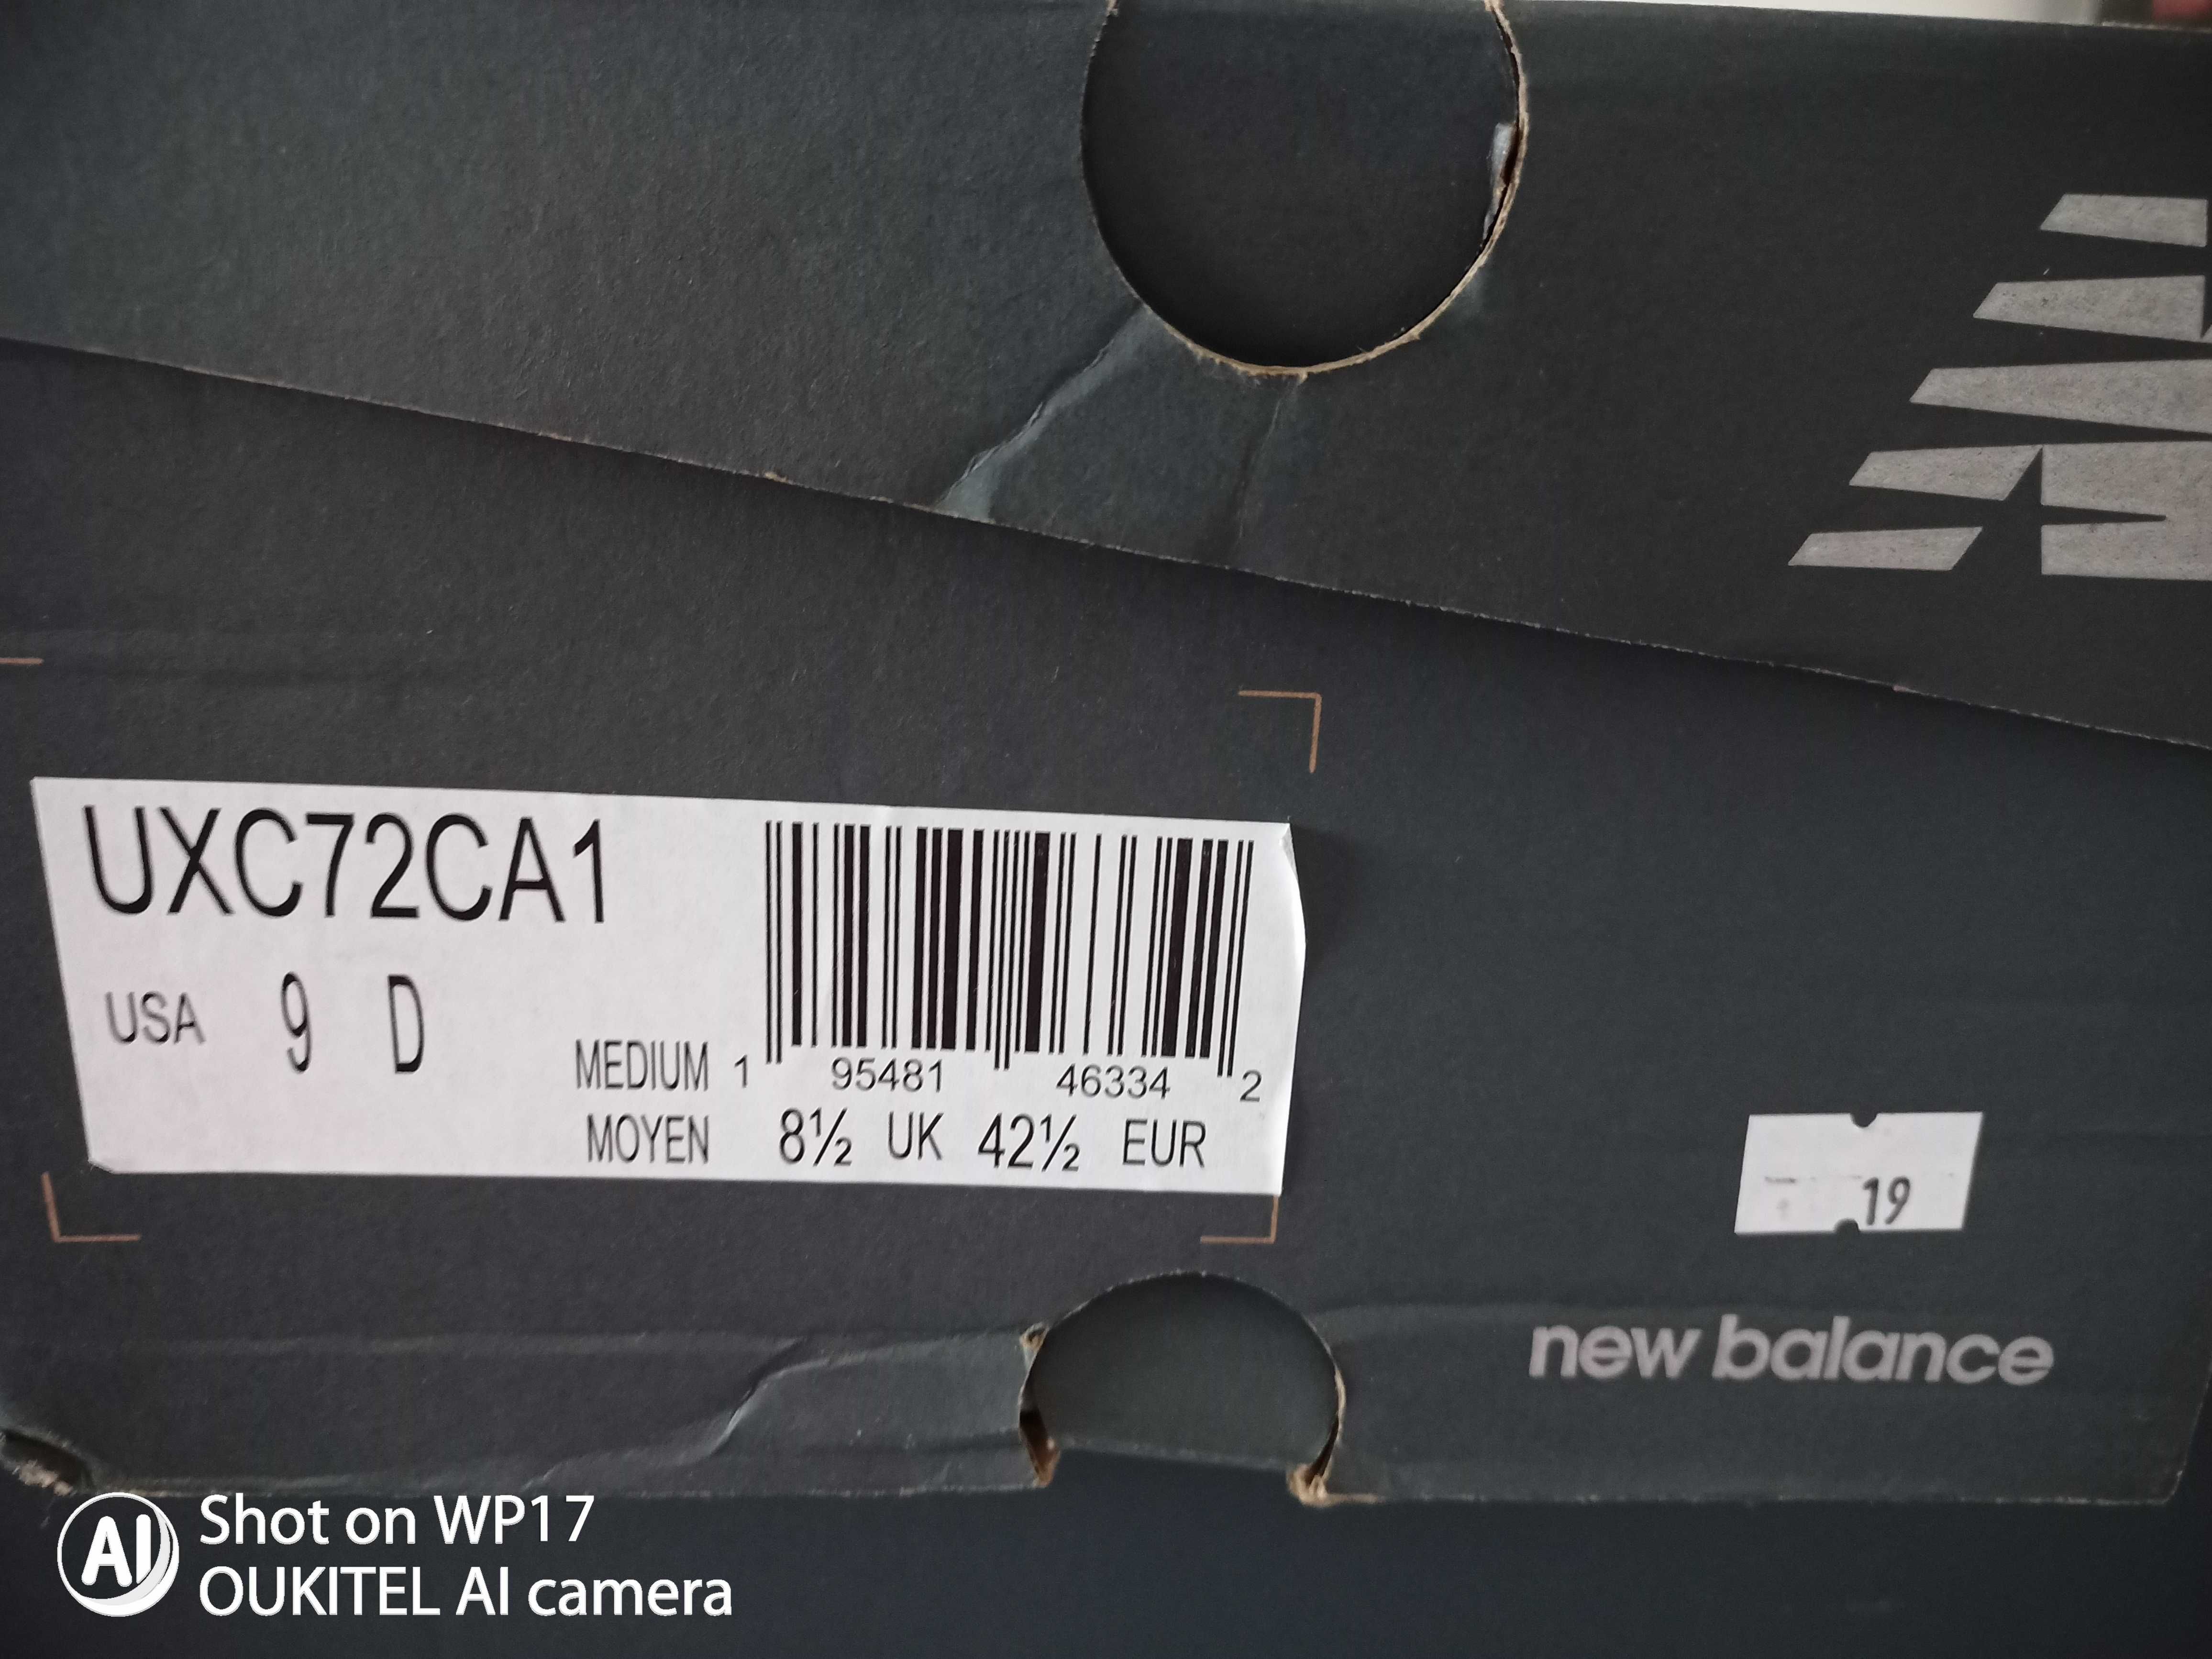 UXC72CA1
USA 9 D
MEDIUM 1 95481 46334 2
MOYEN 8½ UK 42½ EUR
19
new balance
Shot on WP17
OUKITEL AI camera